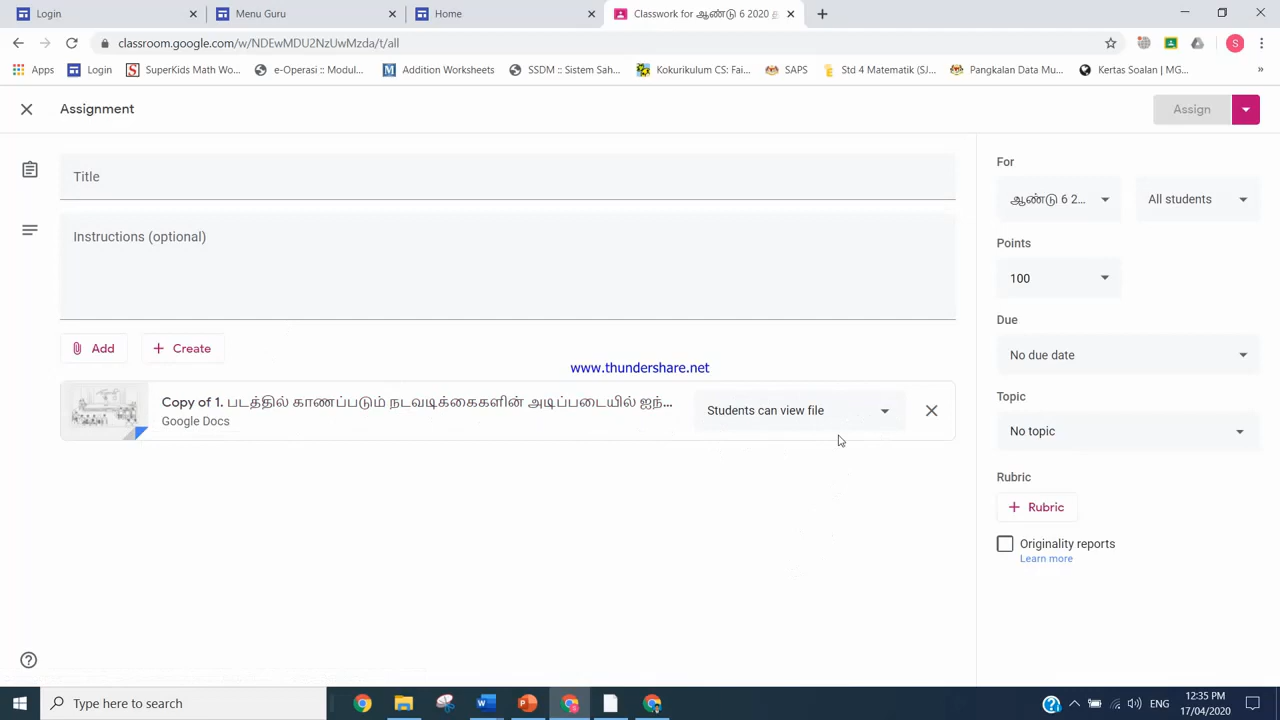 Login
Menu Guru
Home
Classwork for ஆண்டு 6 2020 த
classroom.google.com/w/NDEwMDU2NzUwMzda/t/all
S
Apps
Login
SuperKids Math Wo...
e-Operasi :: Modul...
Addition Worksheets
SSDM :: Sistem Sah...
Kokurikulum CS: Fai...
SAPS
Std 4 Matematik (SJ...
Pangkalan Data Mu...
Kertas Soalan | MG...
Assignment
Assign
Title
Instructions (optional)
Add
Create
www.thundershare.net
Copy of 1. படத்தில் காணப்படும் நடவடிக்கைகளின் அடிப்படையில் ஐந்...
Google Docs
Students can view file
For
ஆண்டு 6 2...
All students
Points
100
Due
No due date
Topic
No topic
Rubric
Rubric
Originality reports
Learn more
Type here to search
ENG
12:35 PM
17/04/2020